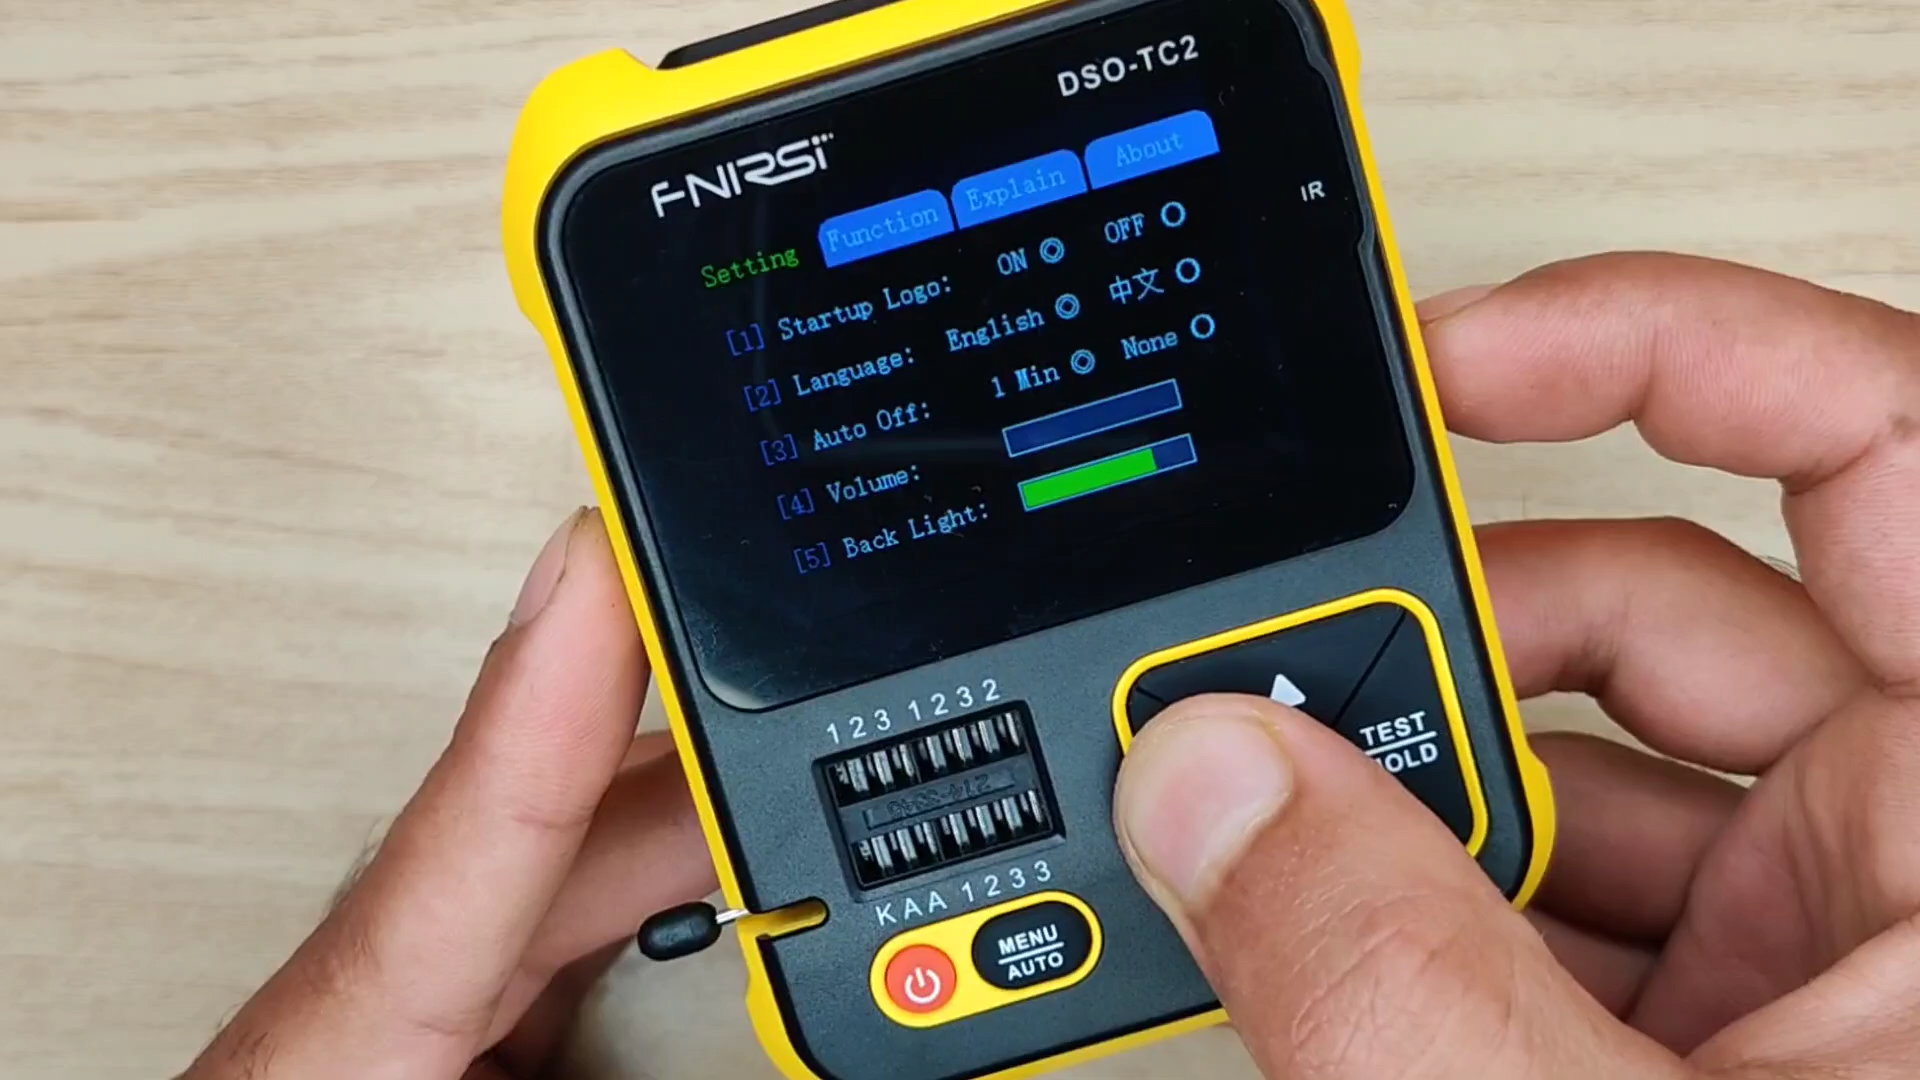 DSO-TC2
FNIRSI
IR
Setting Function Explain About
[1] Startup Logo: ON OFF
[2] Language: English 中文
[3] Auto Off: 1 Min None
[4] Volume:
[5] Back Light:
1 2 3 1 2 3 2
K A A 1 2 3 3
TEST
HOLD
MENU
AUTO